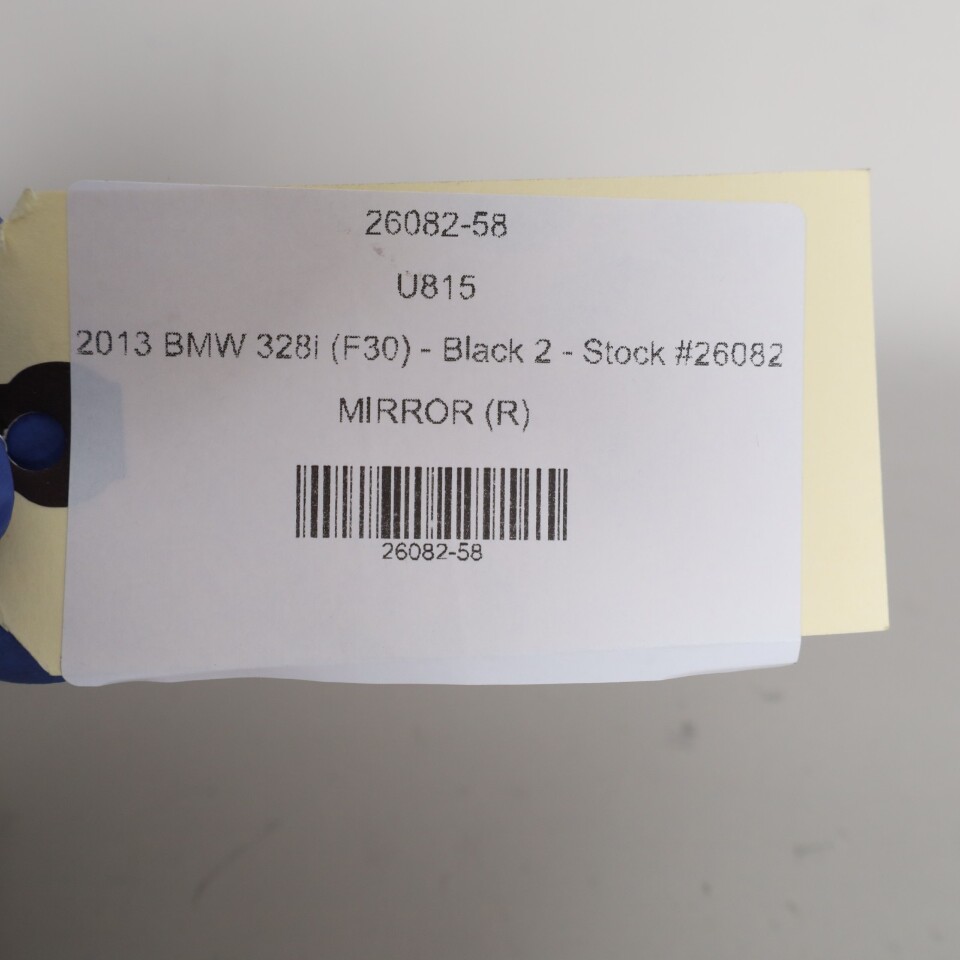 26082-58
U815
2013 BMW 328i (F30) - Black 2 - Stock #26082
MIRROR (R)
26082-58